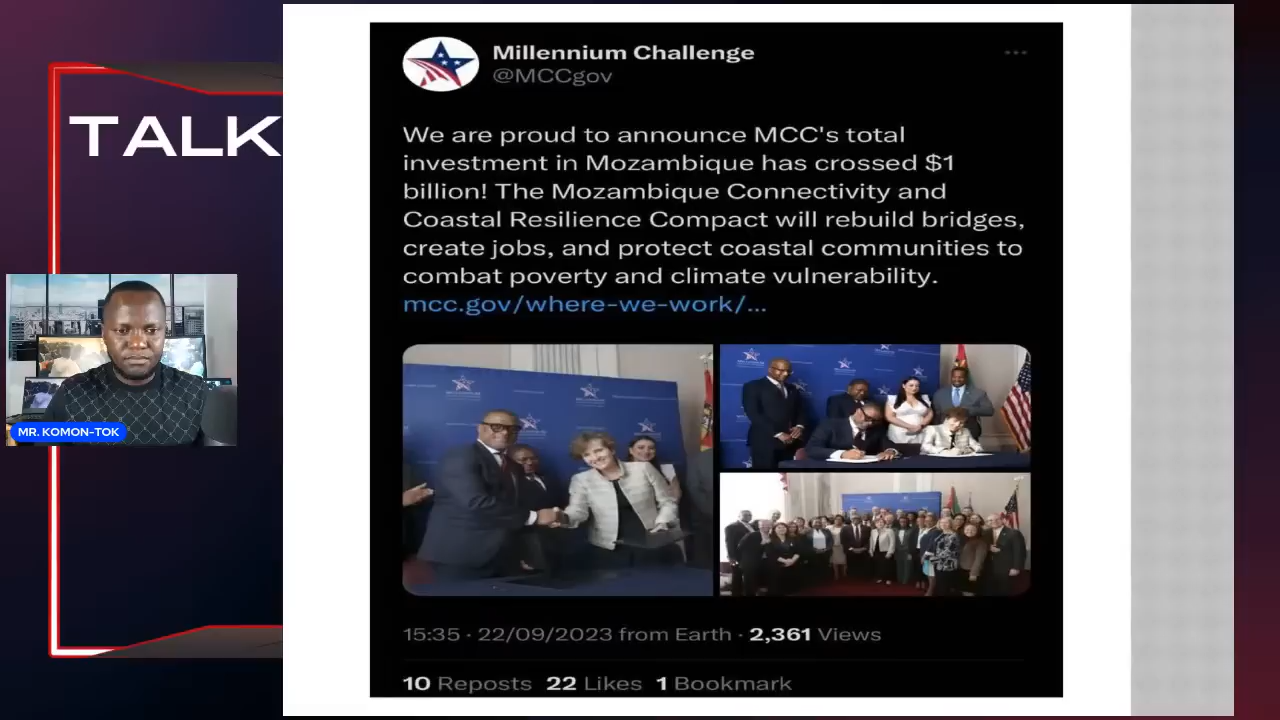 TALK
MR. KOMON-TOK
Millennium Challenge
@MCCgov
We are proud to announce MCC's total
investment in Mozambique has crossed $1
billion! The Mozambique Connectivity and
Coastal Resilience Compact will rebuild bridges,
create jobs, and protect coastal communities to
combat poverty and climate vulnerability.
mcc.gov/where-we-work/...
15:35 · 22/09/2023 from Earth · 2,361 Views
10 Reposts 22 Likes 1 Bookmark